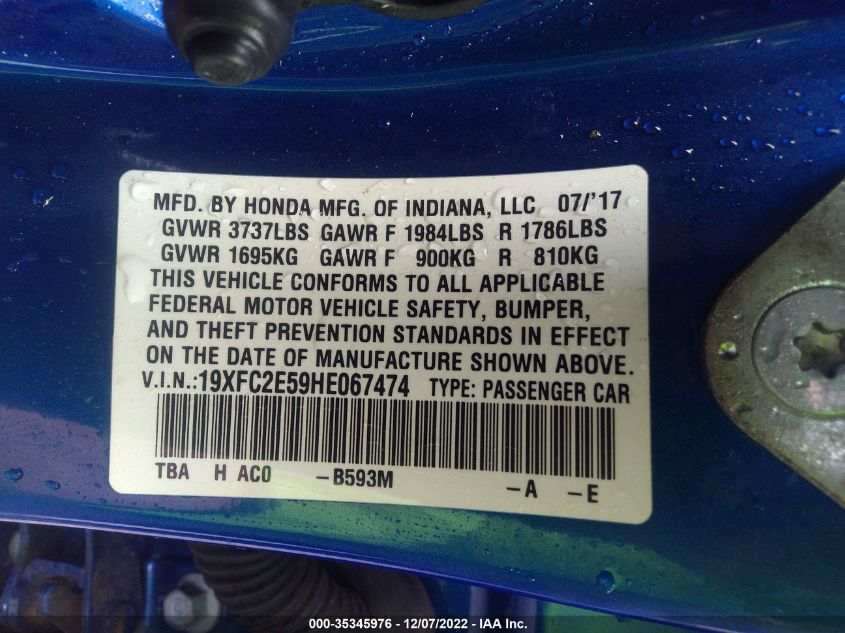 MFD. BY HONDA MFG. OF INDIANA, LLC 07/'17
GVWR 3737LBS GAWR F 1984LBS R 1786LBS
GVWR 1695KG GAWR F 900KG R 810KG
THIS VEHICLE CONFORMS TO ALL APPLICABLE
FEDERAL MOTOR VEHICLE SAFETY, BUMPER,
AND THEFT PREVENTION STANDARDS IN EFFECT
ON THE DATE OF MANUFACTURE SHOWN ABOVE.
V.I.N.:19XFC2E59HE067474 TYPE: PASSENGER CAR
TBA H AC0 -B593M -A -E
000-35345976 - 12/07/2022 - IAA Inc.